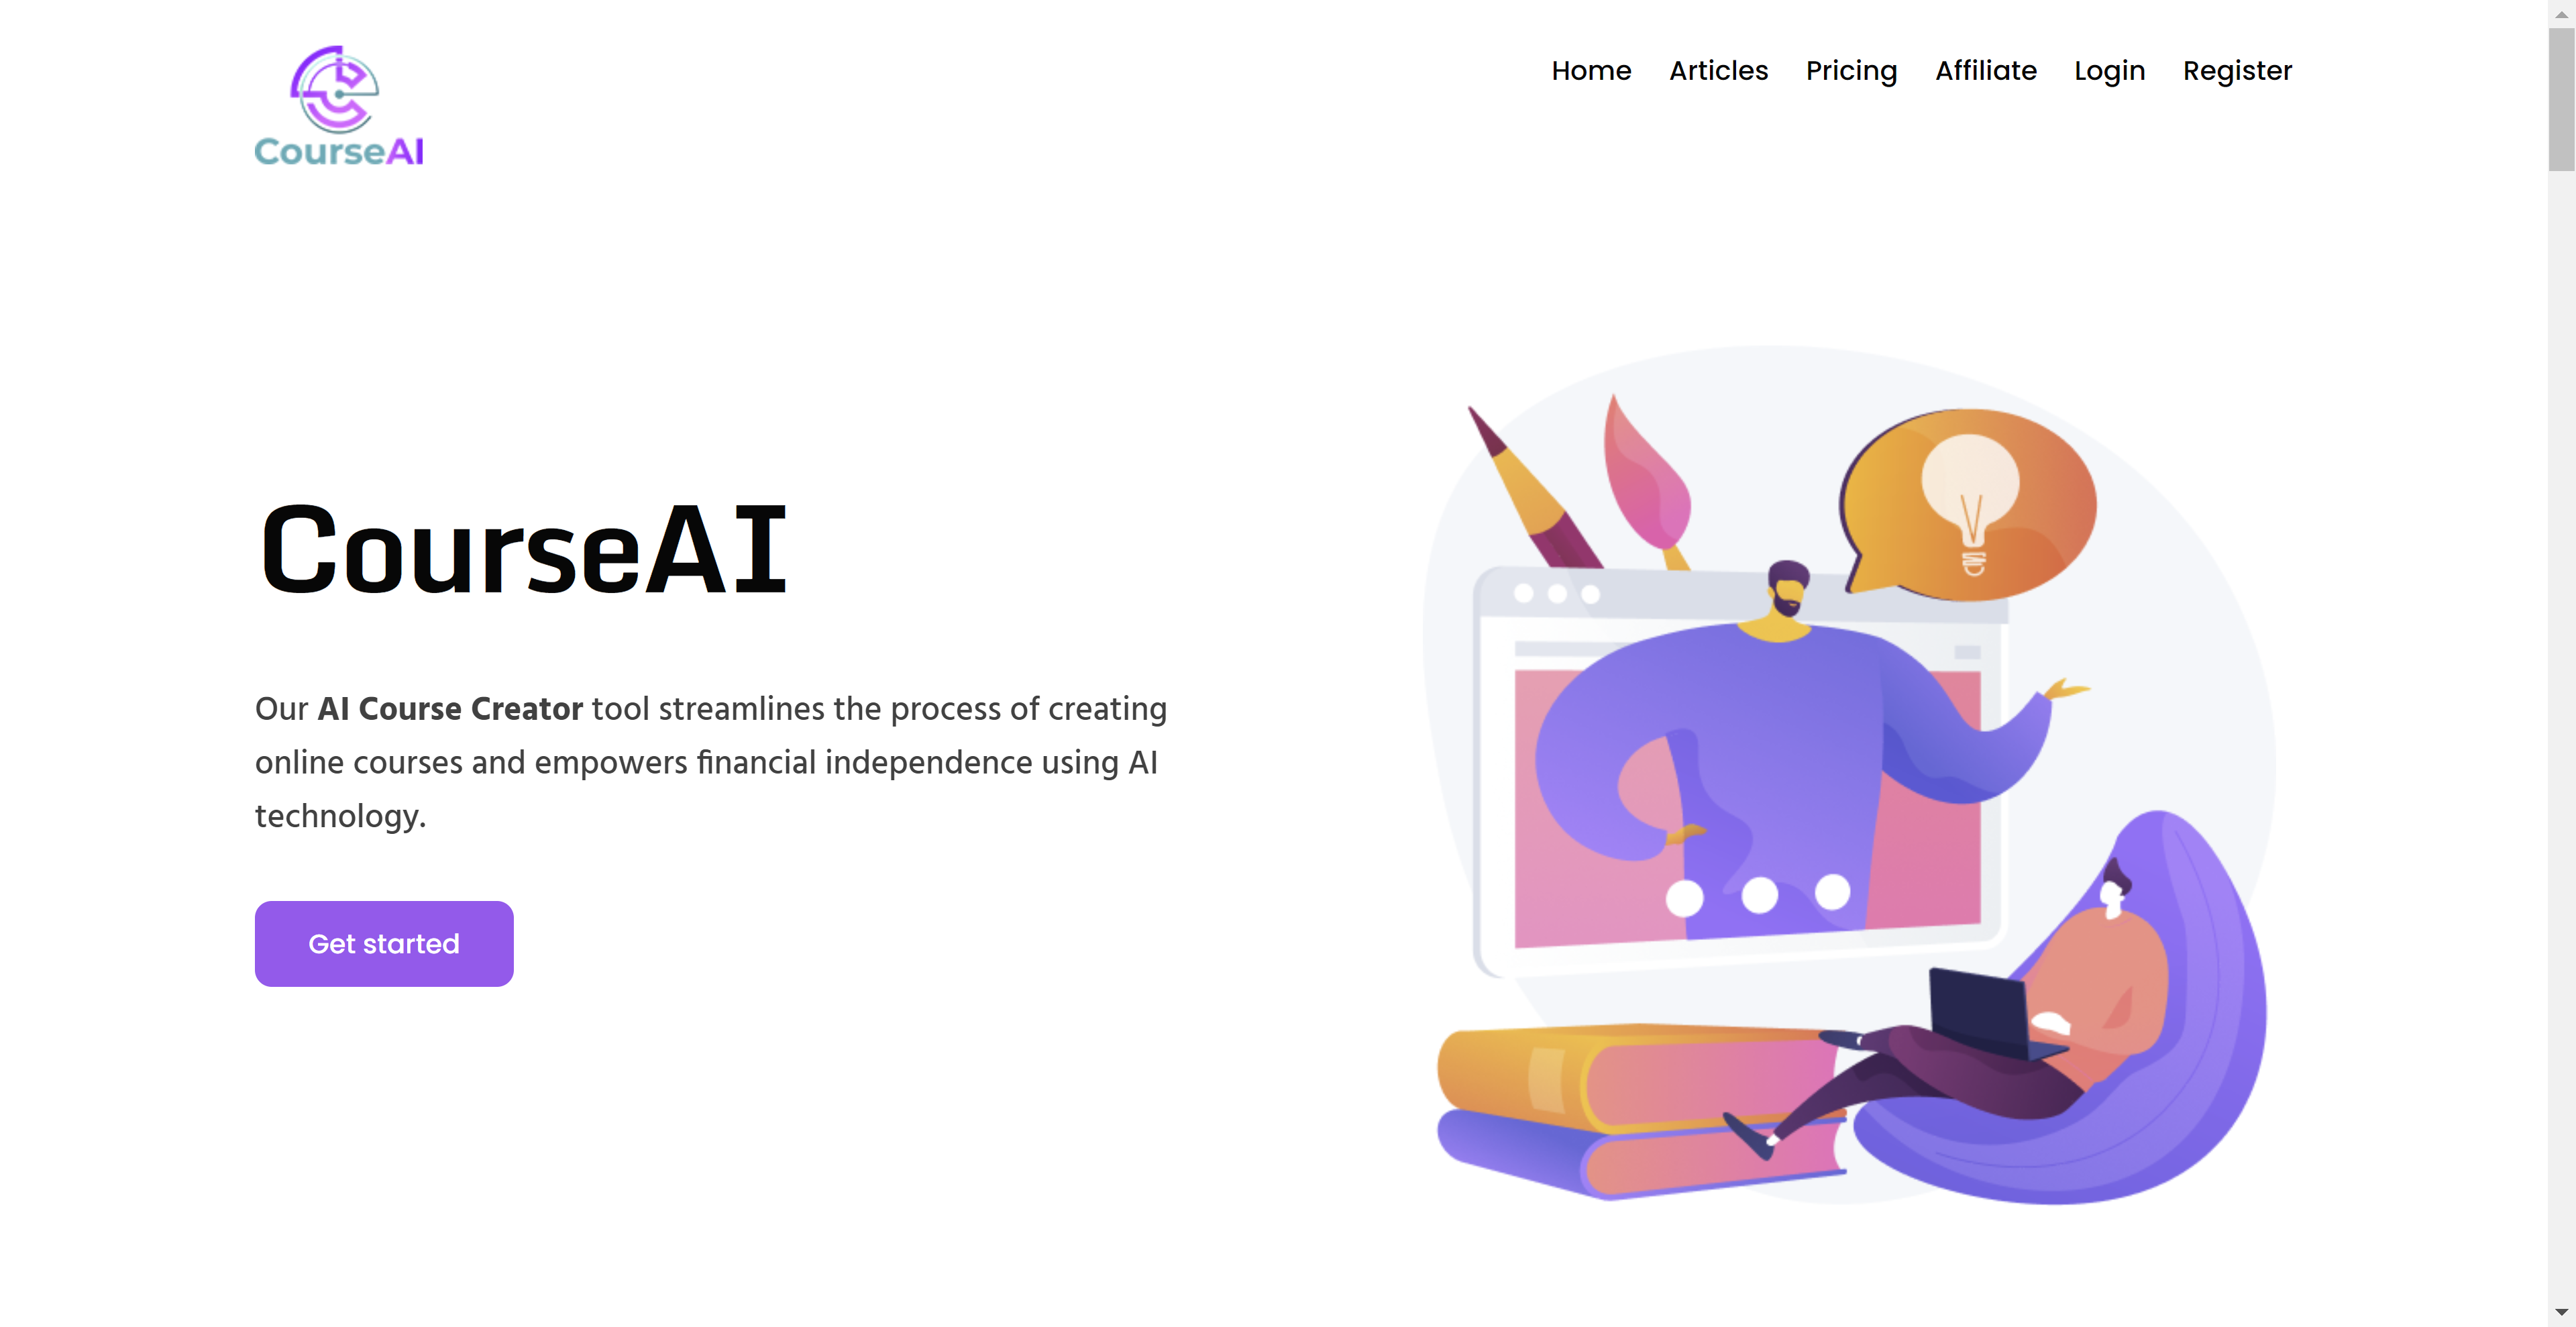 CourseAI
Home Articles Pricing Affiliate Login Register
CourseAI
Our AI Course Creator tool streamlines the process of creating
online courses and empowers financial independence using AI
technology.
Get started